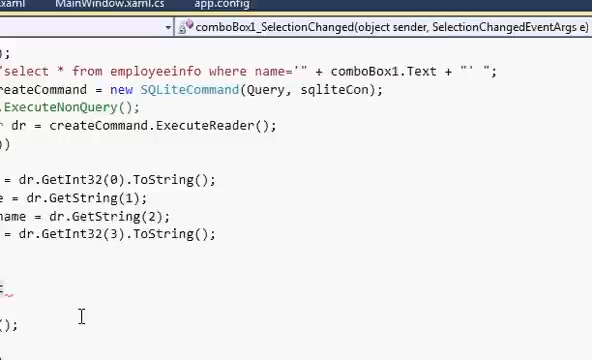 .xaml MainWindow.xaml.cs app.config
comboBox1_SelectionChanged(object sender, SelectionChangedEventArgs e)
);
"select * from employeeinfo where name='" + comboBox1.Text + "' ";
reateCommand = new SQLiteCommand(Query, sqliteCon);
.ExecuteNonQuery();
r dr = createCommand.ExecuteReader();
))
= dr.GetInt32(0).ToString();
e = dr.GetString(1);
name = dr.GetString(2);
= dr.GetInt32(3).ToString();
();